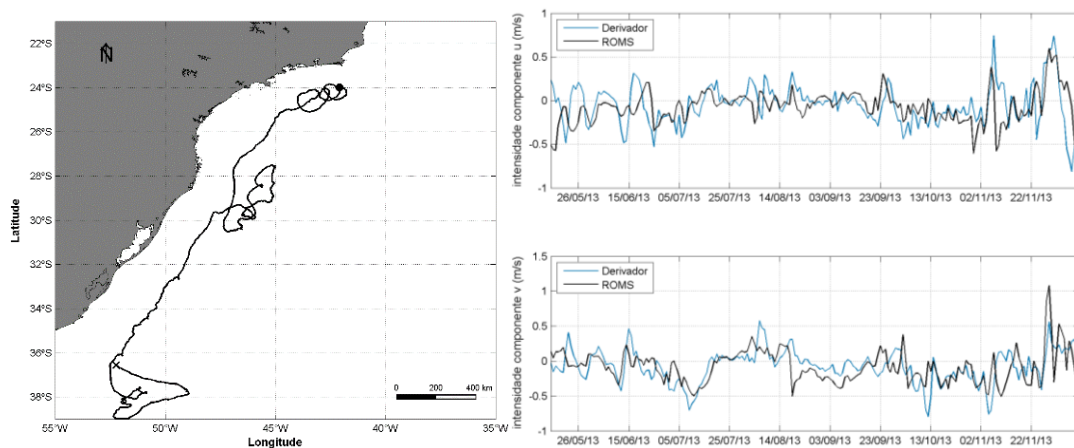 22°S
24°S
26°S
28°S
30°S
32°S
34°S
36°S
38°S
Latitude
N
0 200 400 km
55°W 50°W 45°W 40°W 35°W
Longitude
intensidade componente u (m/s)
1
0.5
0
-0.5
-1
Derivador
ROMS
26/05/13 15/06/13 05/07/13 25/07/13 14/08/13 03/09/13 23/09/13 13/10/13 02/11/13 22/11/13
intensidade componente v (m/s)
1.5
1
0.5
0
-0.5
-1
Derivador
ROMS
26/05/13 15/06/13 05/07/13 25/07/13 14/08/13 03/09/13 23/09/13 13/10/13 02/11/13 22/11/13